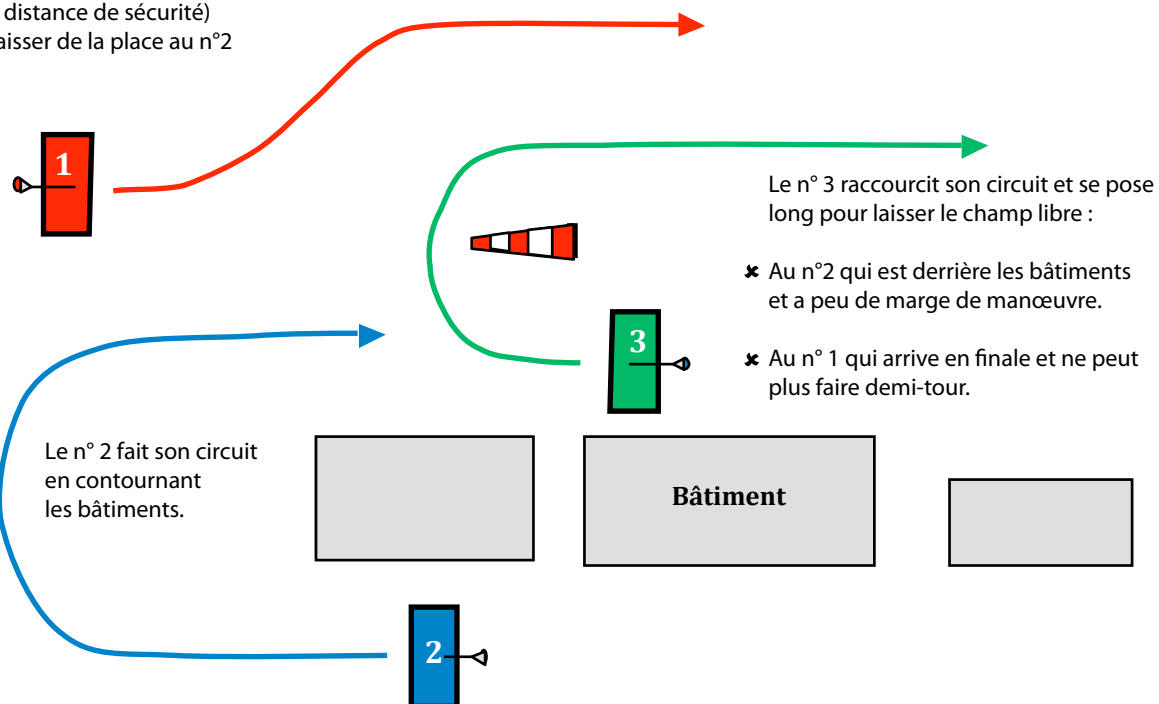 distance de sécurité)
aisser de la place au n°2
1
Le n° 3 raccourcit son circuit et se pose
long pour laisser le champ libre :
✖ Au n°2 qui est derrière les bâtiments
et a peu de marge de manœuvre.
3
✖ Au n° 1 qui arrive en finale et ne peut
plus faire demi-tour.
Le n° 2 fait son circuit
en contournant
les bâtiments.
Bâtiment
2